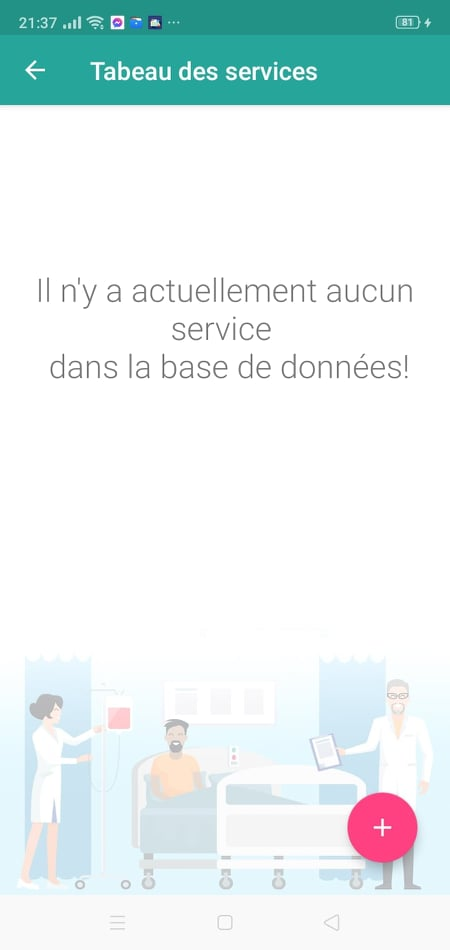 21:37
81
Tabeau des services
Il n'y a actuellement aucun
service
dans la base de données!